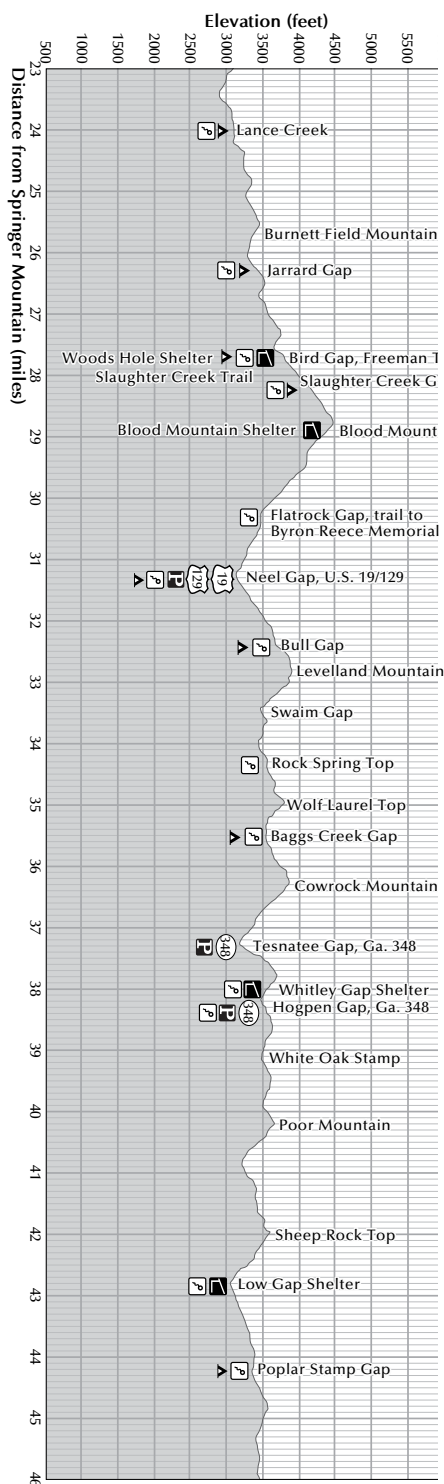 Elevation (feet)
500 1000 1500 2000 2500 3000 3500 4000 4500 5000 5500
Distance from Springer Mountain (miles)
23
24
Lance Creek
25
Burnett Field Mountain
26
Jarrard Gap
27
Woods Hole Shelter
Bird Gap, Freeman T
Slaughter Creek Trail
28
Slaughter Creek G
Blood Mountain Shelter
Blood Mount
29
30
Flatrock Gap, trail to
Byron Reece Memorial
31
P 129 19
Neel Gap, U.S. 19/129
32
Bull Gap
Levelland Mountain
33
Swaim Gap
34
Rock Spring Top
35
Wolf Laurel Top
Baggs Creek Gap
36
Cowrock Mountain
37
P 348
Tesnatee Gap, Ga. 348
38
Whitley Gap Shelter
P 348
Hogpen Gap, Ga. 348
39
White Oak Stamp
40
Poor Mountain
41
42
Sheep Rock Top
43
Low Gap Shelter
44
Poplar Stamp Gap
45
46